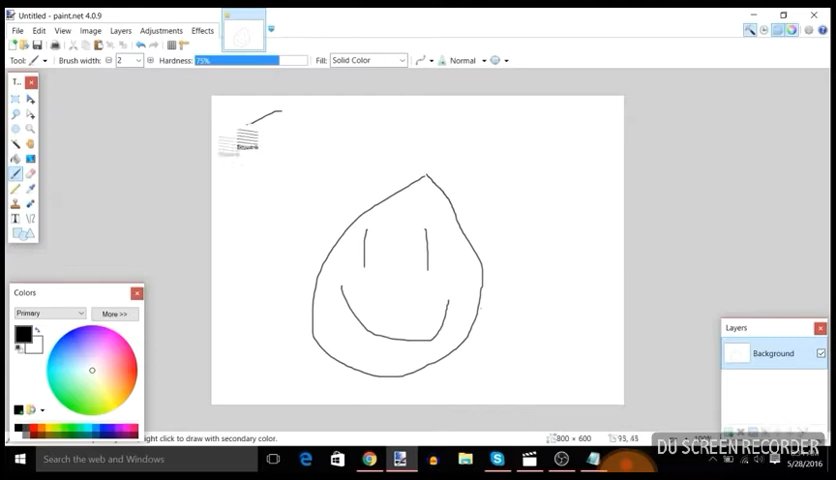 Untitled - paint.net 4.0.9
File Edit View Image Layers Adjustments Effects
Tool: Brush width: 2 Hardness: 75% Fill: Solid Color Normal
T...
Colors
Primary More >>
Layers
Background
right click to draw with secondary color.
800 × 600
DU SCREEN RECORDER
Search the web and Windows
5/28/2016